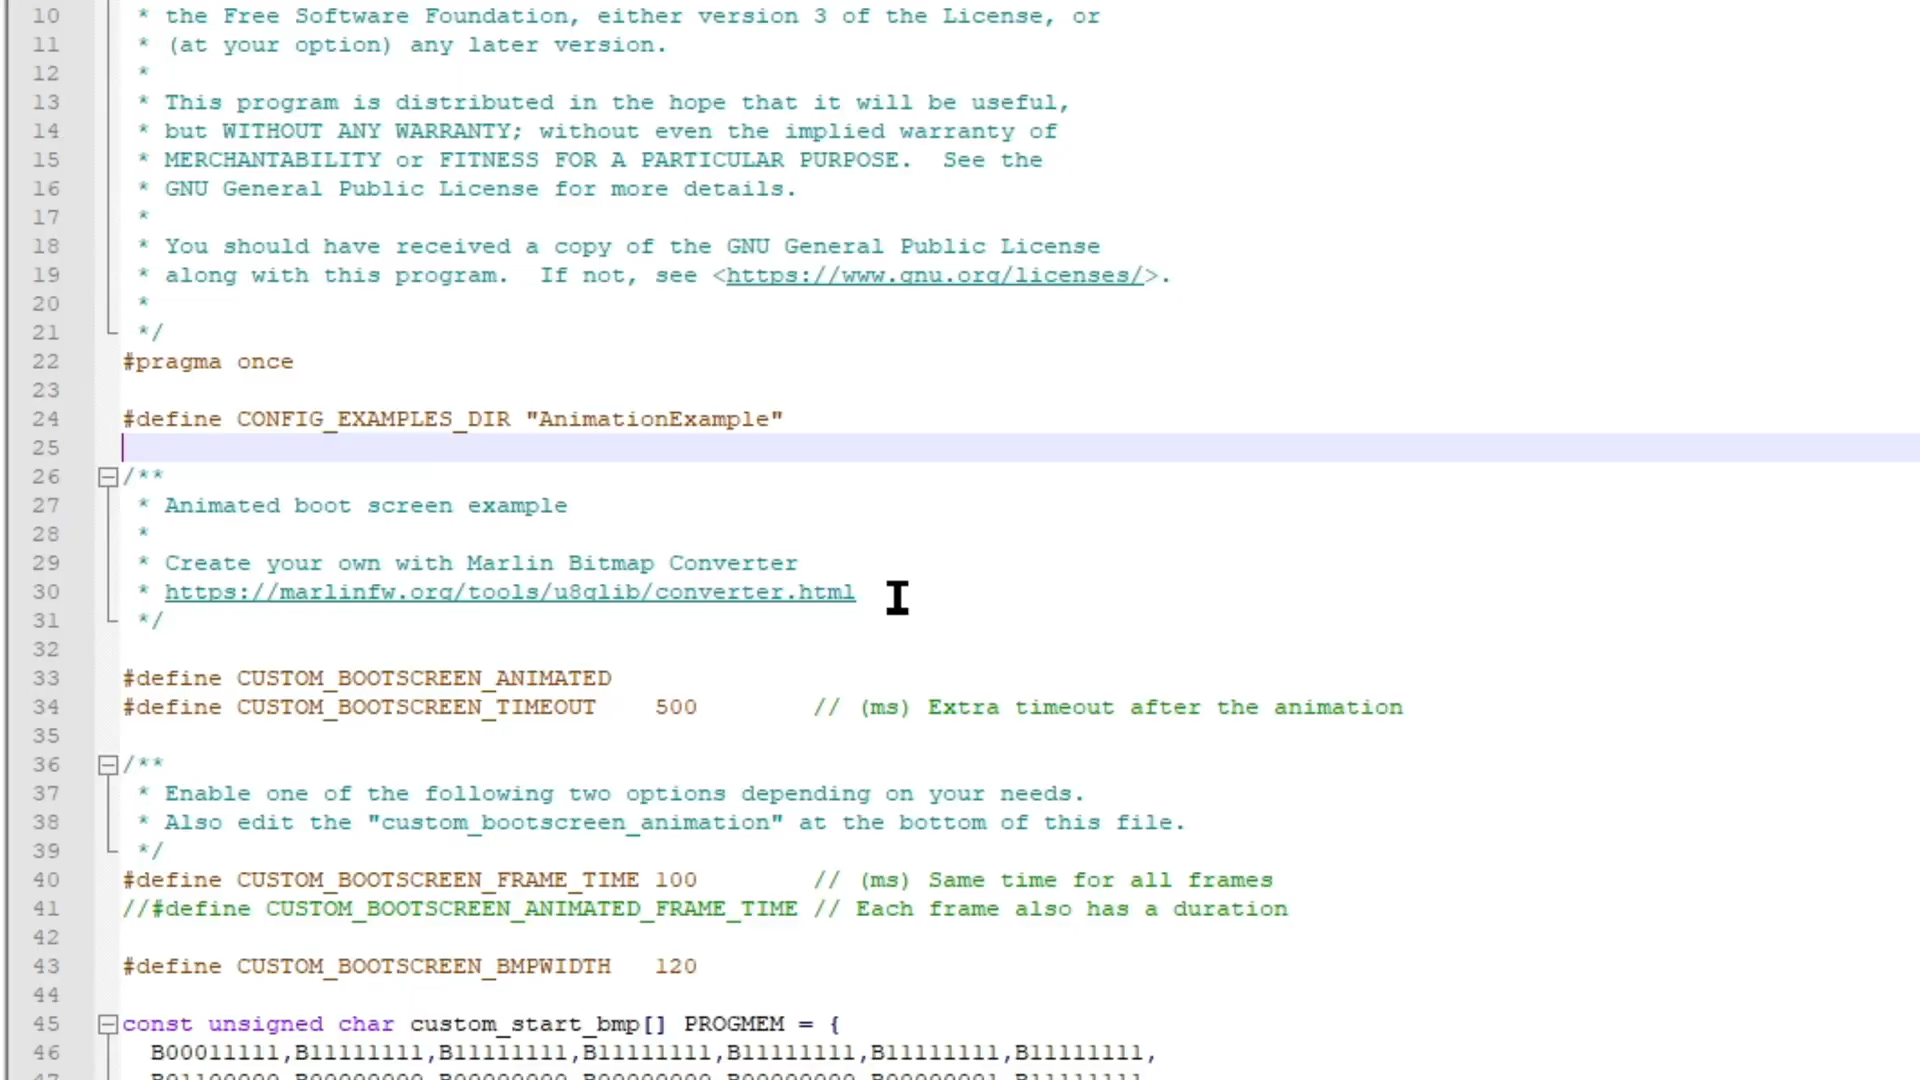 10 * the Free Software Foundation, either version 3 of the License, or
11 * (at your option) any later version.
12 *
13 * This program is distributed in the hope that it will be useful,
14 * but WITHOUT ANY WARRANTY; without even the implied warranty of
15 * MERCHANTABILITY or FITNESS FOR A PARTICULAR PURPOSE.  See the
16 * GNU General Public License for more details.
17 *
18 * You should have received a copy of the GNU General Public License
19 * along with this program.  If not, see <https://www.gnu.org/licenses/>.
20 *
21 */
22 #pragma once
23
24 #define CONFIG_EXAMPLES_DIR "AnimationExample"
25
26 /**
27 * Animated boot screen example
28 *
29 * Create your own with Marlin Bitmap Converter
30 * https://marlinfw.org/tools/u8glib/converter.html
31 */
32
33 #define CUSTOM_BOOTSCREEN_ANIMATED
34 #define CUSTOM_BOOTSCREEN_TIMEOUT    500        // (ms) Extra timeout after the animation
35
36 /**
37 * Enable one of the following two options depending on your needs.
38 * Also edit the "custom_bootscreen_animation" at the bottom of this file.
39 */
40 #define CUSTOM_BOOTSCREEN_FRAME_TIME 100        // (ms) Same time for all frames
41 //#define CUSTOM_BOOTSCREEN_ANIMATED_FRAME_TIME // Each frame also has a duration
42
43 #define CUSTOM_BOOTSCREEN_BMPWIDTH   120
44
45 const unsigned char custom_start_bmp[] PROGMEM = {
46   B00011111,B11111111,B11111111,B11111111,B11111111,B11111111,B11111111,